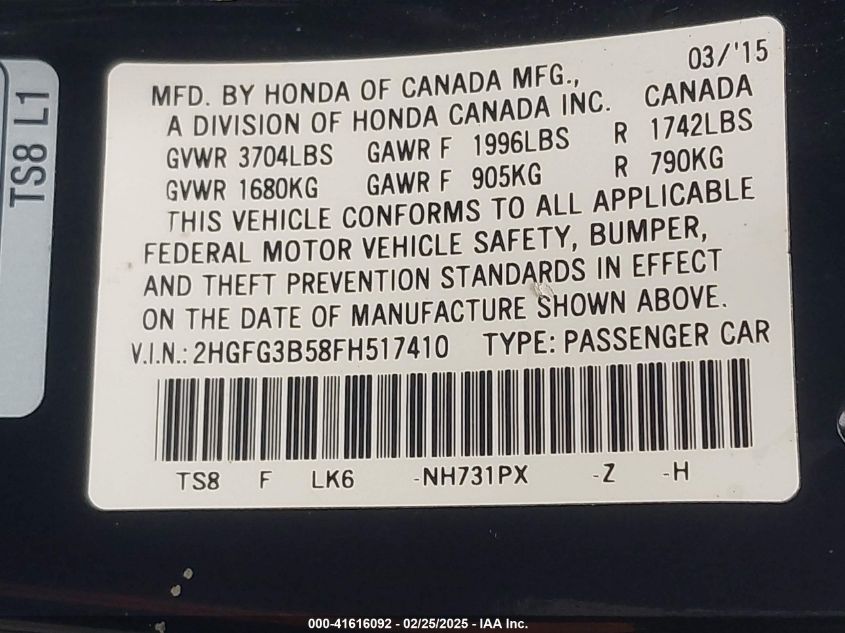 TS8 L1
03/'15
MFD. BY HONDA OF CANADA MFG.,
A DIVISION OF HONDA CANADA INC. CANADA
GVWR 3704LBS GAWR F 1996LBS R 1742LBS
GVWR 1680KG GAWR F 905KG R 790KG
THIS VEHICLE CONFORMS TO ALL APPLICABLE
FEDERAL MOTOR VEHICLE SAFETY, BUMPER,
AND THEFT PREVENTION STANDARDS IN EFFECT
ON THE DATE OF MANUFACTURE SHOWN ABOVE.
V.I.N.: 2HGFG3B58FH517410 TYPE: PASSENGER CAR
TS8 F LK6 -NH731PX -Z -H
000-41616092 - 02/25/2025 - IAA Inc.